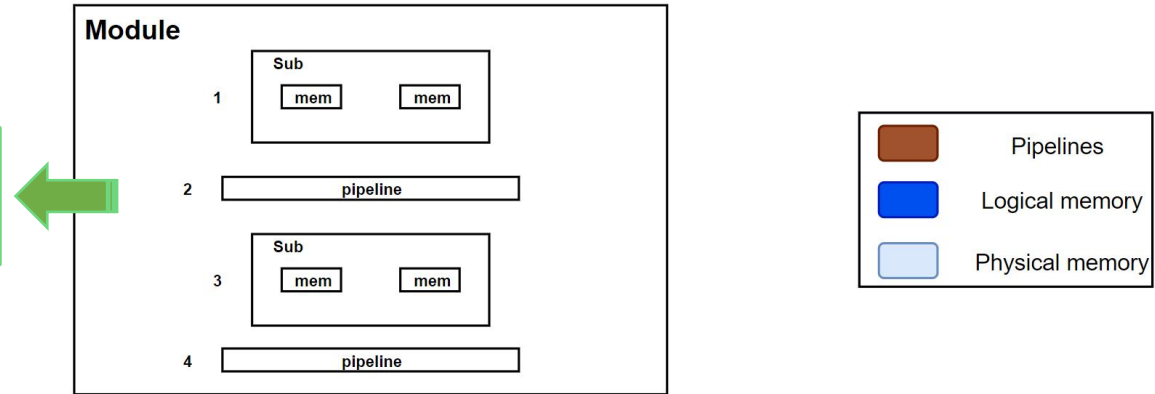 Module
Sub
1 mem mem
2 pipeline
Sub
3 mem mem
4 pipeline
Pipelines
Logical memory
Physical memory